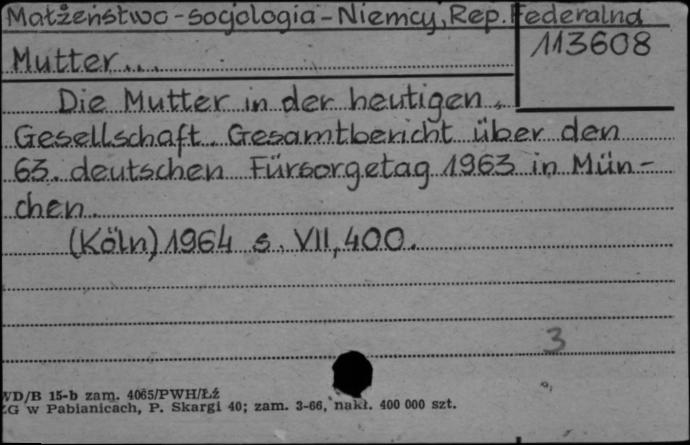 Małżeństwo - socjologia - Niemcy, Rep. Federalna
113608
Mutter...
Die Mutter in der heutigen
Gesellschaft. Gesamtbericht über den
63. deutschen Fürsorgetag 1963 in Mün-
chen.
(Köln) 1964 s. VII, 400.
3
WD/B 15-b zam. 4065/PWH/Łź
ZG w Pabianicach, P. Skargi 40; zam. 3-66, nakł. 400 000 szt.